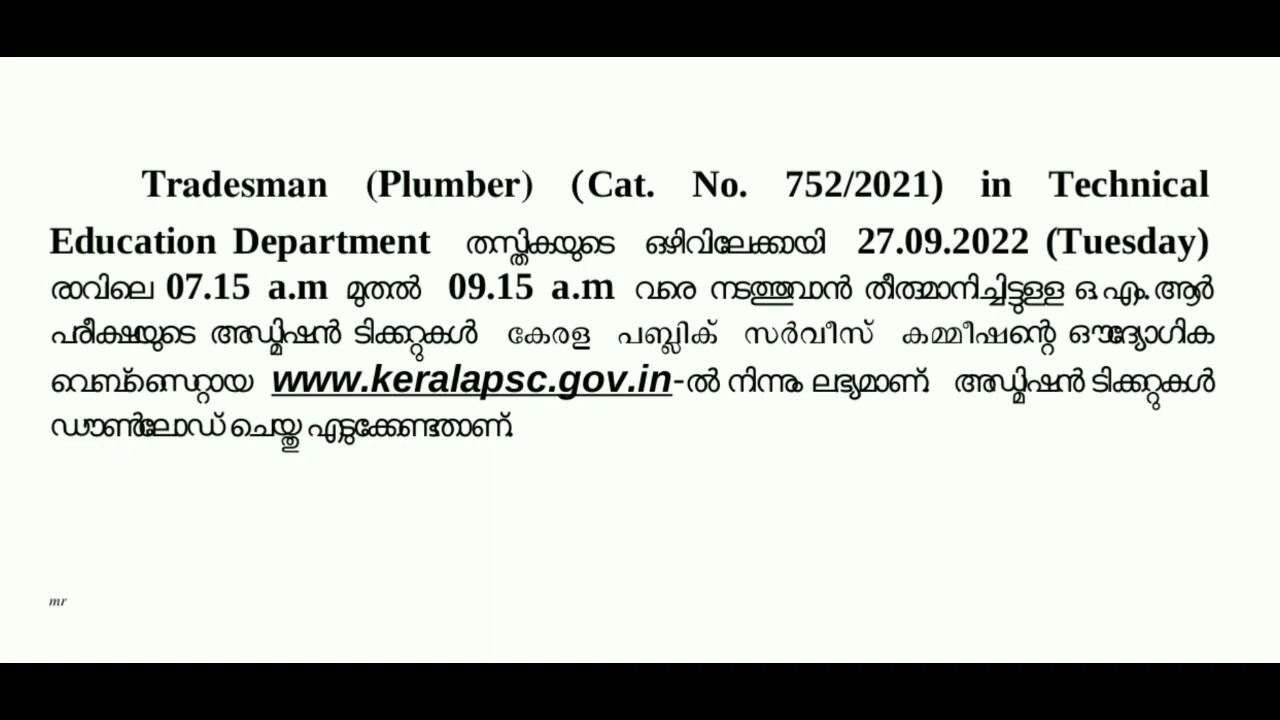 Tradesman (Plumber) (Cat. No. 752/2021) in Technical
Education Department തസ്തികയുടെ ഒഴിവിലേക്കായി 27.09.2022 (Tuesday)
രാവിലെ 07.15 a.m മുതൽ 09.15 a.m വരെ നടത്തുവാൻ തീരുമാനിച്ചിട്ടുള്ള ഒ.എം.ആർ
പരീക്ഷയുടെ അഡ്മിഷൻ ടിക്കറ്റുകൾ കേരള പബ്ലിക് സർവീസ് കമ്മീഷന്റെ ഔദ്യോഗിക
വെബ്സൈറ്റായ www.keralapsc.gov.in-ൽ നിന്നും ലഭ്യമാണ്. അഡ്മിഷൻ ടിക്കറ്റുകൾ
ഡൗൺലോഡ് ചെയ്തു എടുക്കേണ്ടതാണ്.
mr